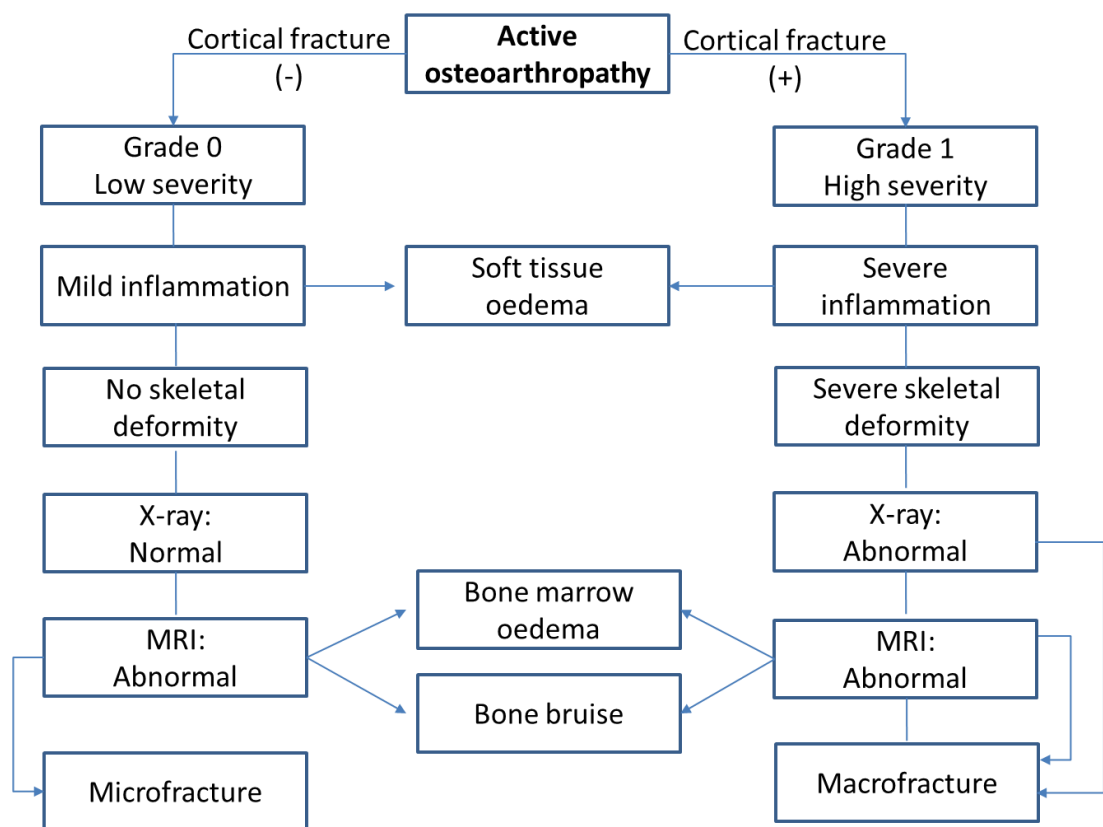 Cortical fracture
(-)
Active
osteoarthropathy
Cortical fracture
(+)
Grade 0
Low severity
Grade 1
High severity
Mild inflammation
Soft tissue
oedema
Severe
inflammation
No skeletal
deformity
Severe skeletal
deformity
X-ray:
Normal
X-ray:
Abnormal
Bone marrow
oedema
MRI:
Abnormal
MRI:
Abnormal
Bone bruise
Microfracture
Macrofracture